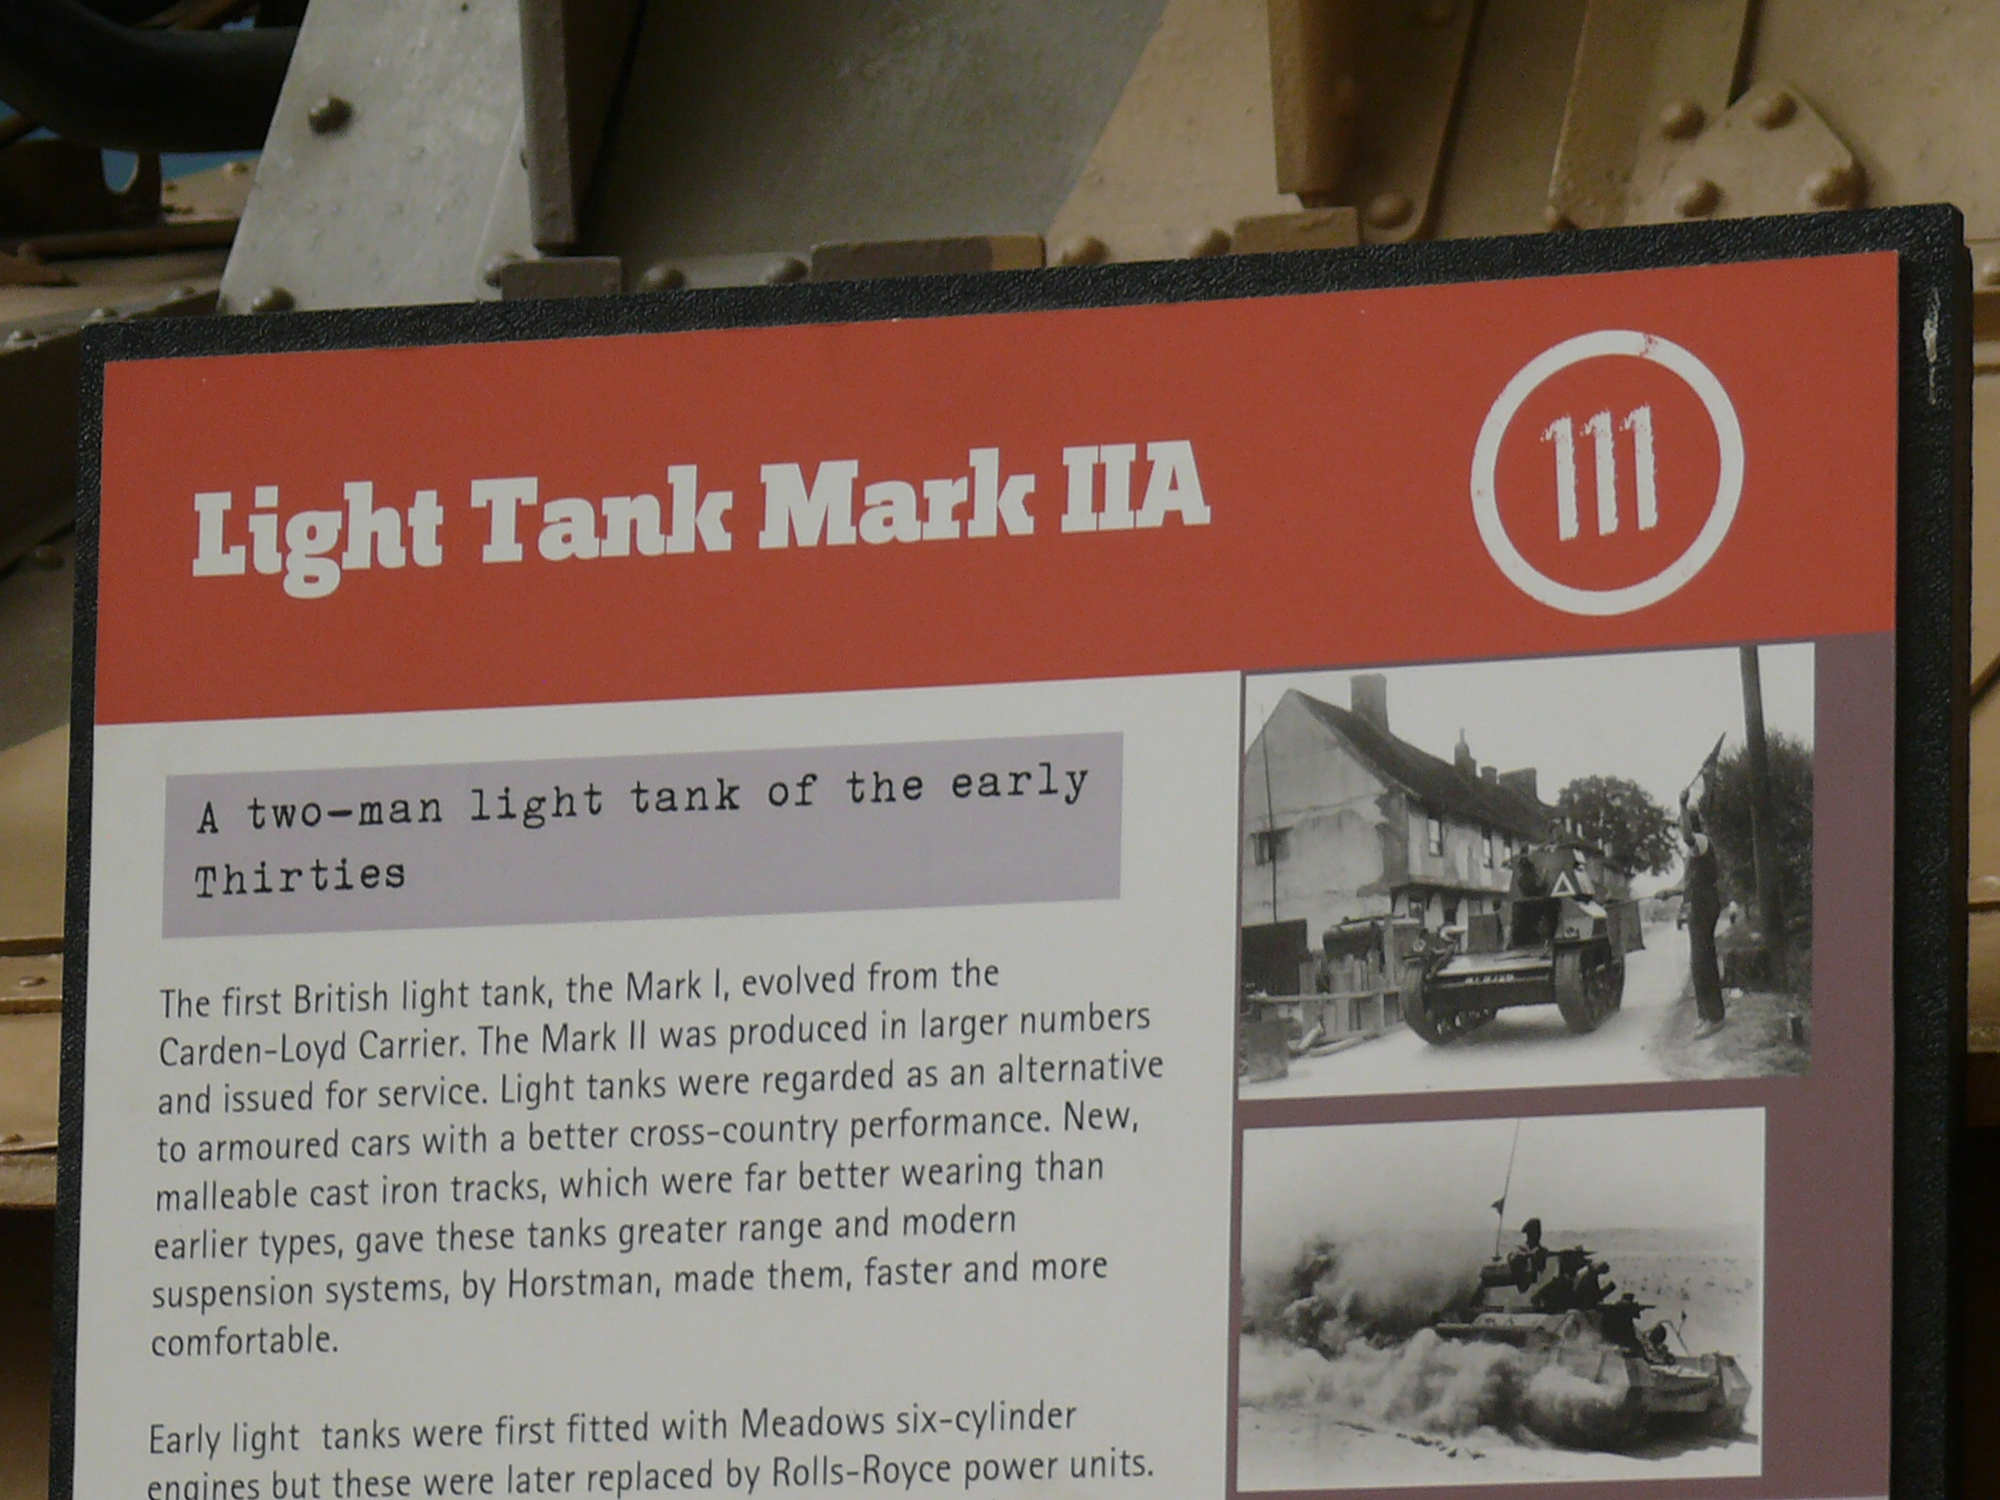 Light Tank Mark IIA
111
A two-man light tank of the early
Thirties
The first British light tank, the Mark I, evolved from the
Carden-Loyd Carrier. The Mark II was produced in larger numbers
and issued for service. Light tanks were regarded as an alternative
to armoured cars with a better cross-country performance. New,
malleable cast iron tracks, which were far better wearing than
earlier types, gave these tanks greater range and modern
suspension systems, by Horstman, made them, faster and more
comfortable.
Early light tanks were first fitted with Meadows six-cylinder
engines but these were later replaced by Rolls-Royce power units.